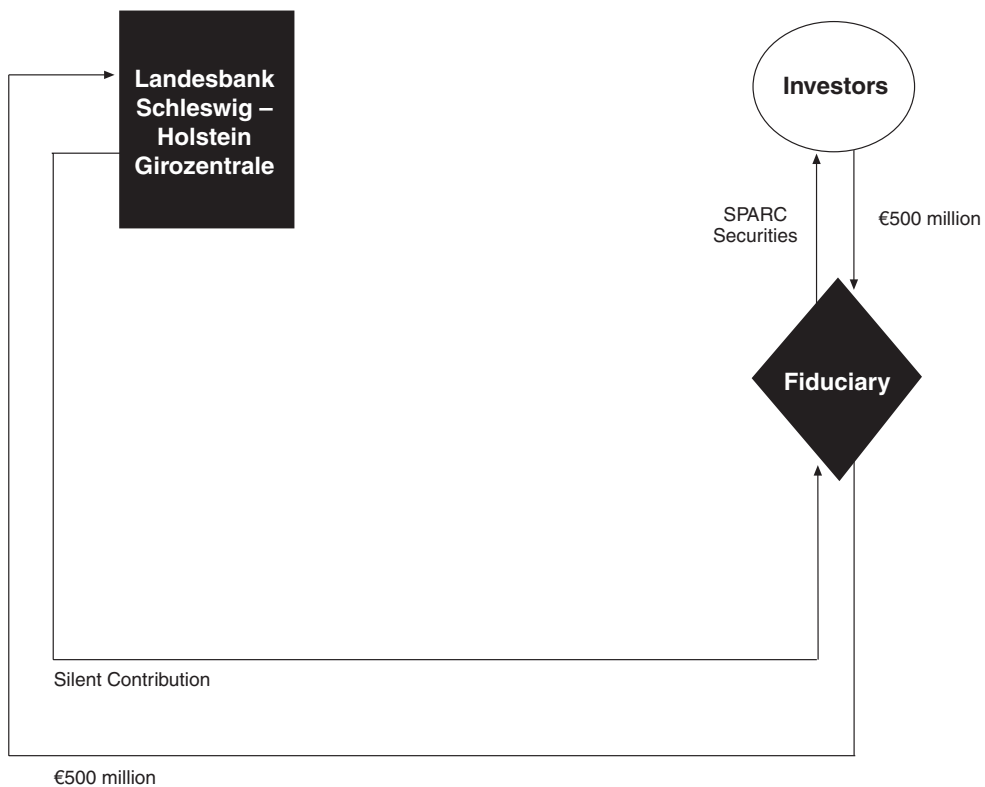 Landesbank
Schleswig –
Holstein
Girozentrale
Investors
SPARC
Securities
€500 million
Fiduciary
Silent Contribution
€500 million